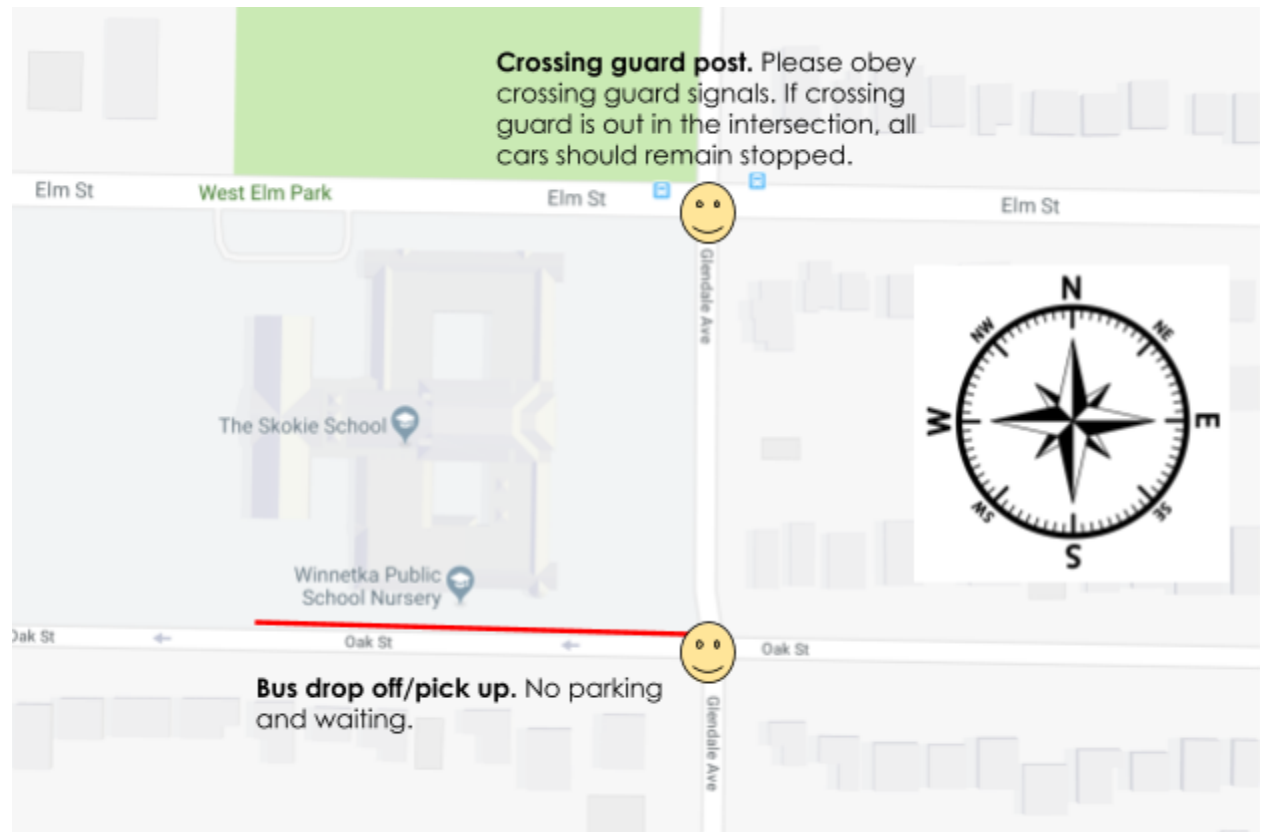 Crossing guard post. Please obey
crossing guard signals. If crossing
guard is out in the intersection, all
cars should remain stopped.
Elm St
West Elm Park
Elm St
Elm St
Glendale Ave
N
NW
NE
W
E
SW
SE
S
The Skokie School
Winnetka Public
School Nursery
Oak St
Oak St
Oak St
Bus drop off/pick up. No parking
and waiting.
Glendale Ave